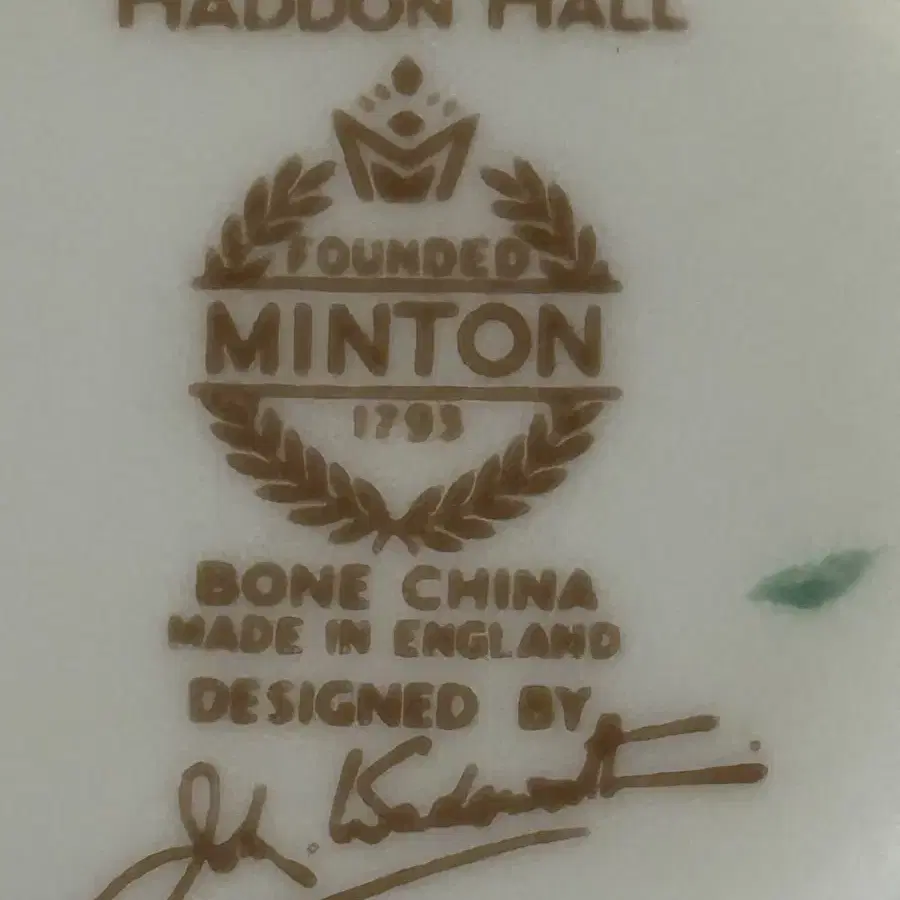 HADDON HALL
FOUNDED
MINTON
1793
BONE CHINA
MADE IN ENGLAND
DESIGNED BY